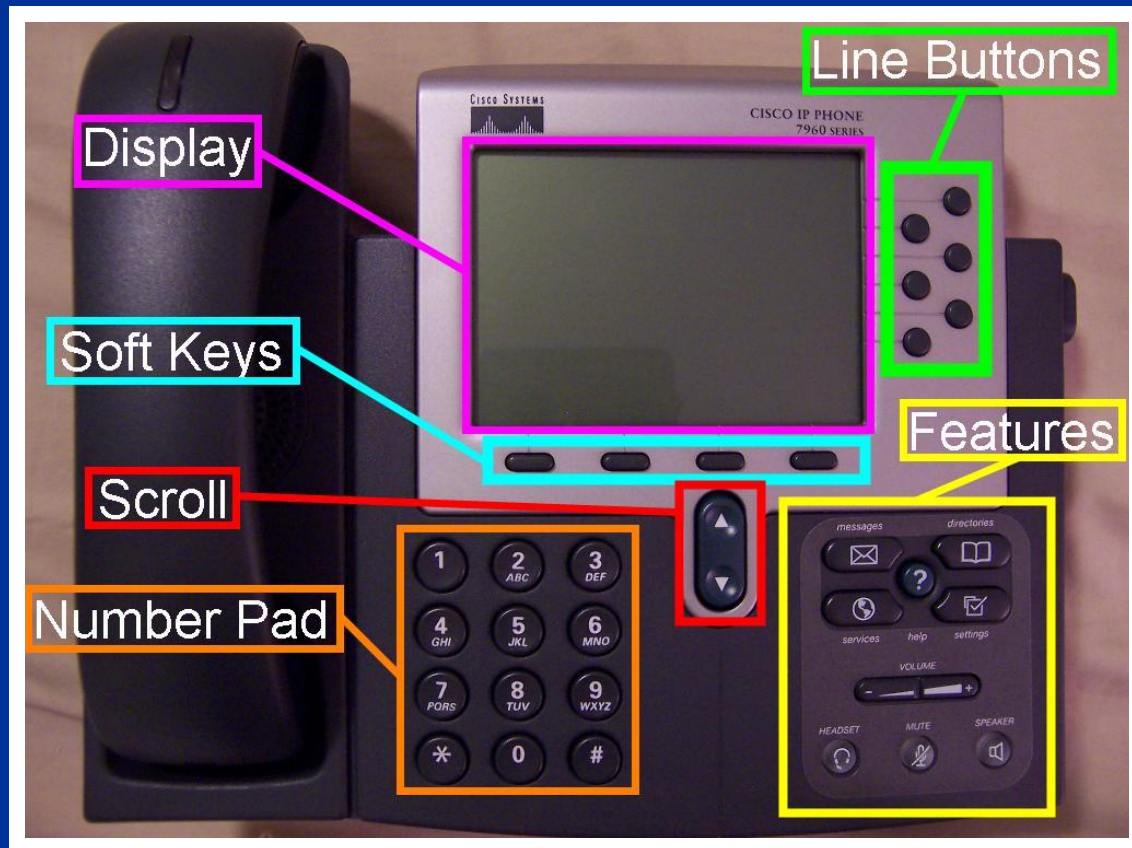 Line Buttons
CISCO SYSTEMS
CISCO IP PHONE
7960 SERIES
Display
Soft Keys
Features
Scroll
messages
directories
?
services
help
settings
Number Pad
1
2
ABC
3
DEF
4
GHI
5
JKL
6
MNO
7
PQRS
8
TUV
9
WXYZ
*
0
#
VOLUME
- +
HEADSET
MUTE
SPEAKER